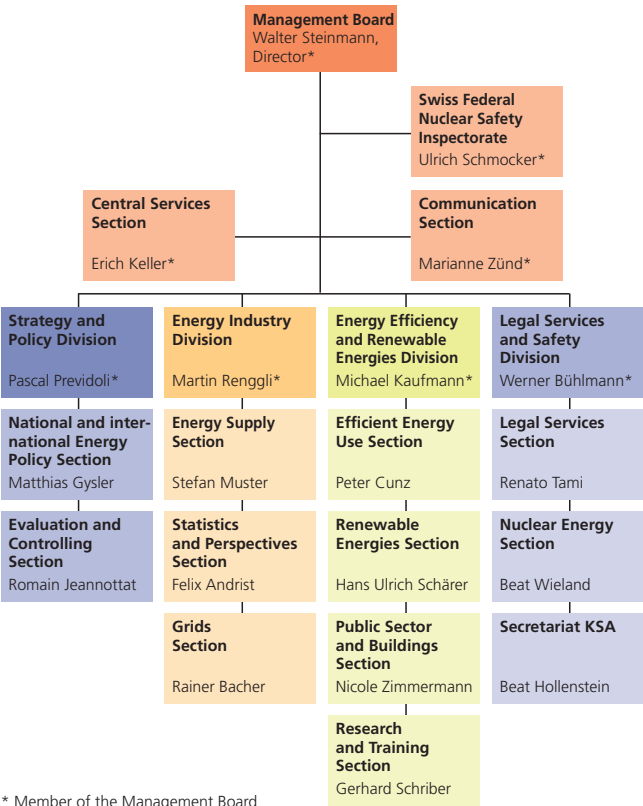 Management Board
Walter Steinmann,
Director*
Swiss Federal
Nuclear Safety
Inspectorate
Ulrich Schmocker*
Central Services
Section
Erich Keller*
Communication
Section
Marianne Zünd*
Strategy and
Policy Division
Pascal Previdoli*
National and inter-
national Energy
Policy Section
Matthias Gysler
Evaluation and
Controlling
Section
Romain Jeannottat
Energy Industry
Division
Martin Renggli*
Energy Supply
Section
Stefan Muster
Statistics
and Perspectives
Section
Felix Andrist
Grids
Section
Rainer Bacher
Energy Efficiency
and Renewable
Energies Division
Michael Kaufmann*
Efficient Energy
Use Section
Peter Cunz
Renewable
Energies Section
Hans Ulrich Schärer
Public Sector
and Buildings
Section
Nicole Zimmermann
Research
and Training
Section
Gerhard Schriber
Legal Services
and Safety
Division
Werner Bühlmann*
Legal Services
Section
Renato Tami
Nuclear Energy
Section
Beat Wieland
Secretariat KSA
Beat Hollenstein
* Member of the Management Board